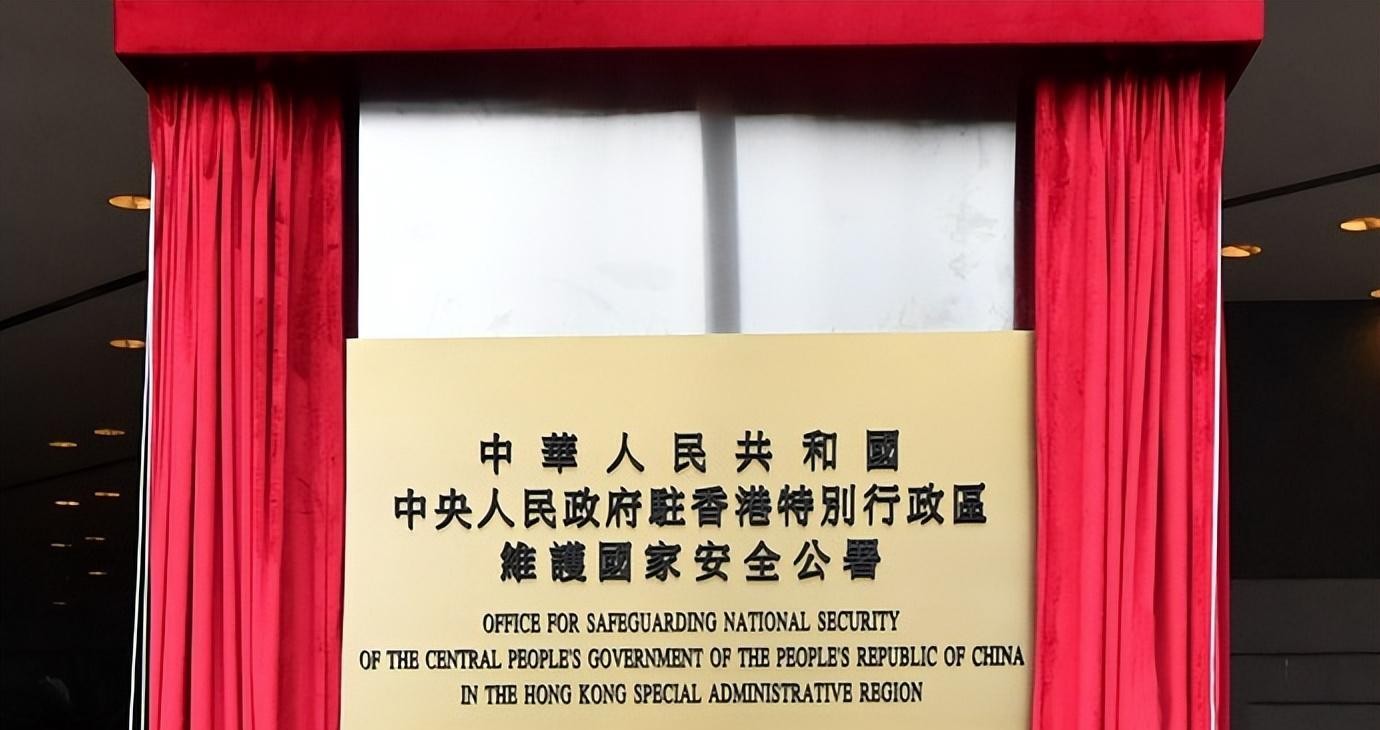 中華人民共和國
中央人民政府駐香港特別行政區
維護國家安全公署
OFFICE FOR SAFEGUARDING NATIONAL SECURITY
OF THE CENTRAL PEOPLE'S GOVERNMENT OF THE PEOPLE'S REPUBLIC OF CHINA
IN THE HONG KONG SPECIAL ADMINISTRATIVE REGION